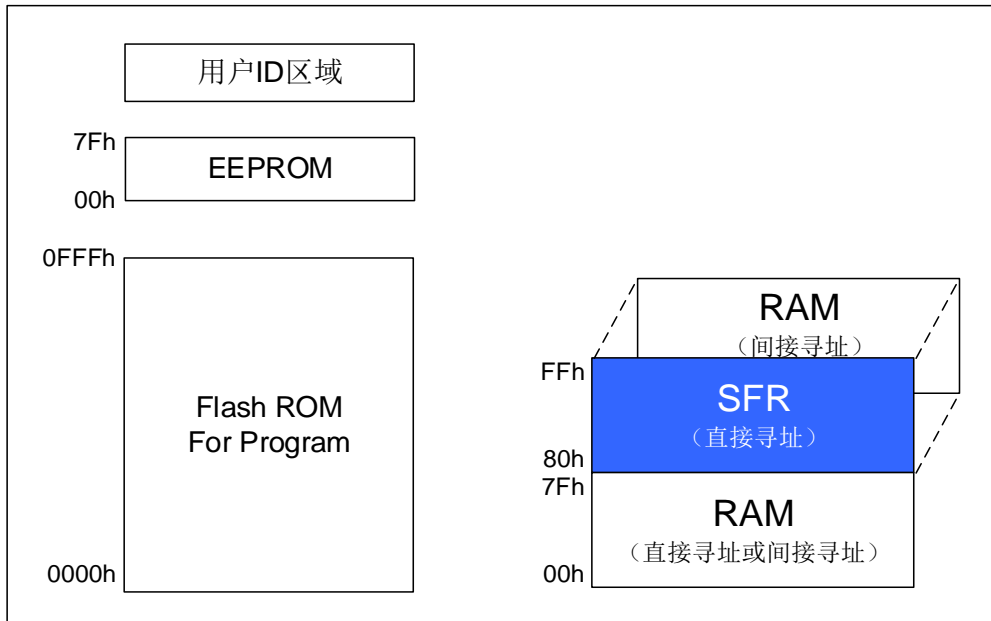 用户ID区域
7Fh
EEPROM
00h
0FFFh
Flash ROM
For Program
0000h
RAM
（间接寻址）
FFh
SFR
（直接寻址）
80h
7Fh
RAM
（直接寻址或间接寻址）
00h